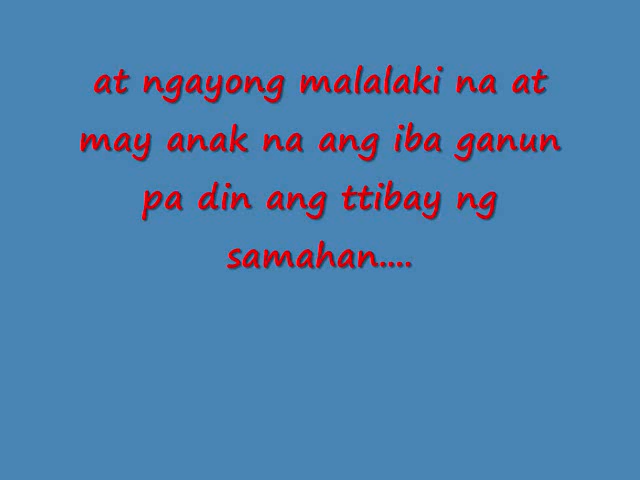 at ngayong malalaki na at
may anak na ang iba ganun
pa din ang ttibay ng
samahan....